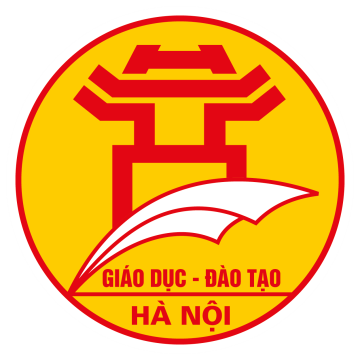 GIÁO DỤC - ĐÀO TẠO
HÀ NỘI